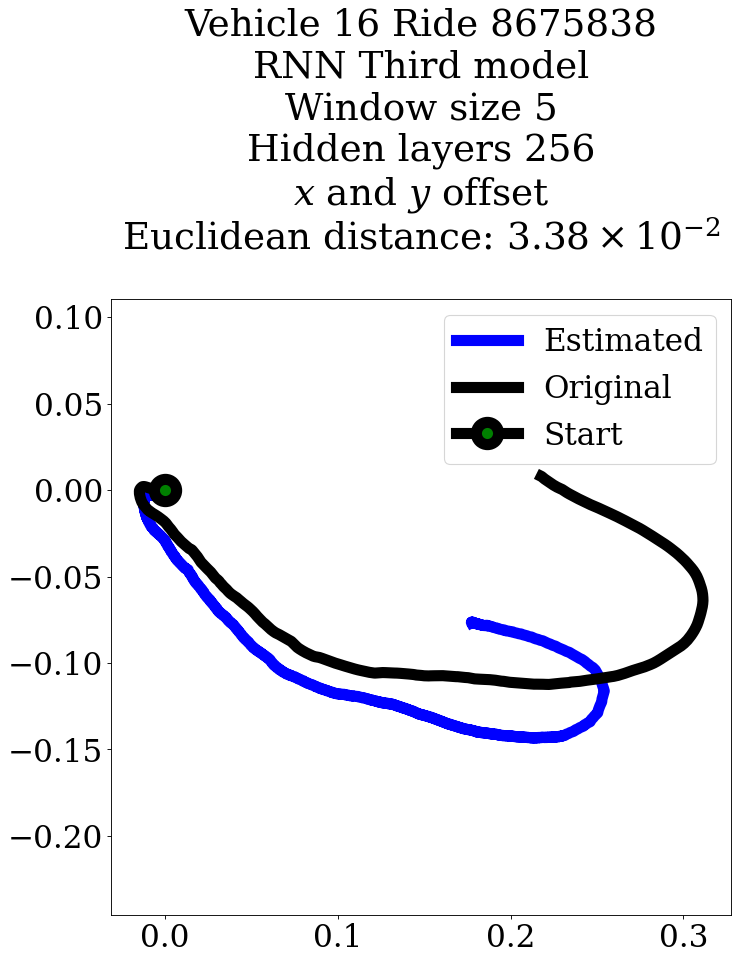 Vehicle 16 Ride 8675838
RNN Third model
Window size 5
Hidden layers 256
x and y offset
Euclidean distance: 3.38 × 10⁻²
Estimated
Original
Start
0.10
0.05
0.00
−0.05
−0.10
−0.15
−0.20
0.0 0.1 0.2 0.3